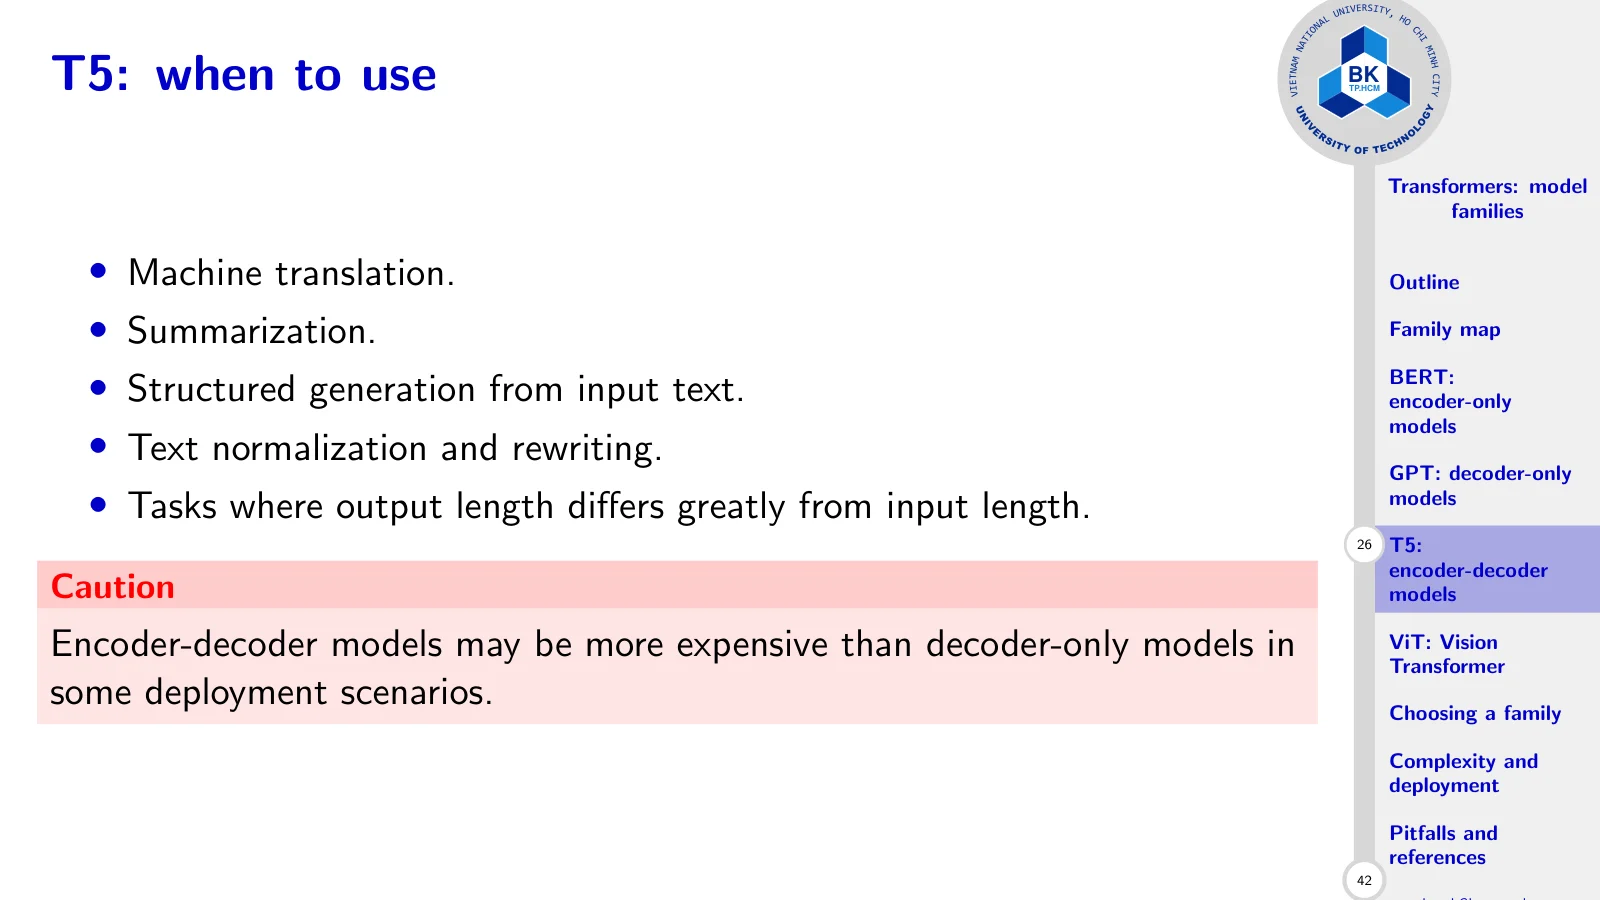 T5: when to use
• Machine translation.
• Summarization.
• Structured generation from input text.
• Text normalization and rewriting.
• Tasks where output length differs greatly from input length.
Caution
Encoder-decoder models may be more expensive than decoder-only models in
some deployment scenarios.
VIETNAM NATIONAL UNIVERSITY, HO CHI MINH CITY
BK
TP.HCM
UNIVERSITY OF TECHNOLOGY
Transformers: model
families
Outline
Family map
BERT:
encoder-only
models
GPT: decoder-only
models
26
T5:
encoder-decoder
models
ViT: Vision
Transformer
Choosing a family
Complexity and
deployment
Pitfalls and
references
42